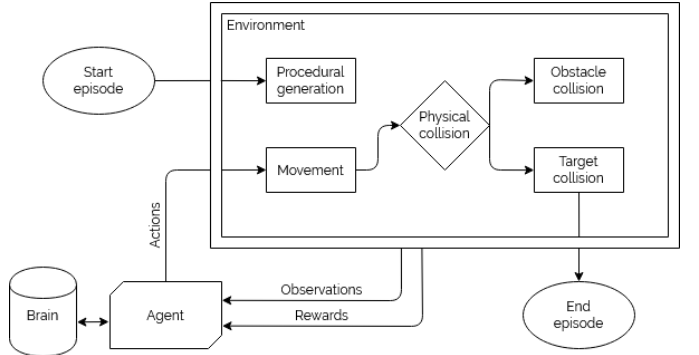 Environment
Start
episode
Procedural
generation
Obstacle
collision
Physical
collision
Movement
Target
collision
Actions
Observations
Rewards
Brain
Agent
End
episode